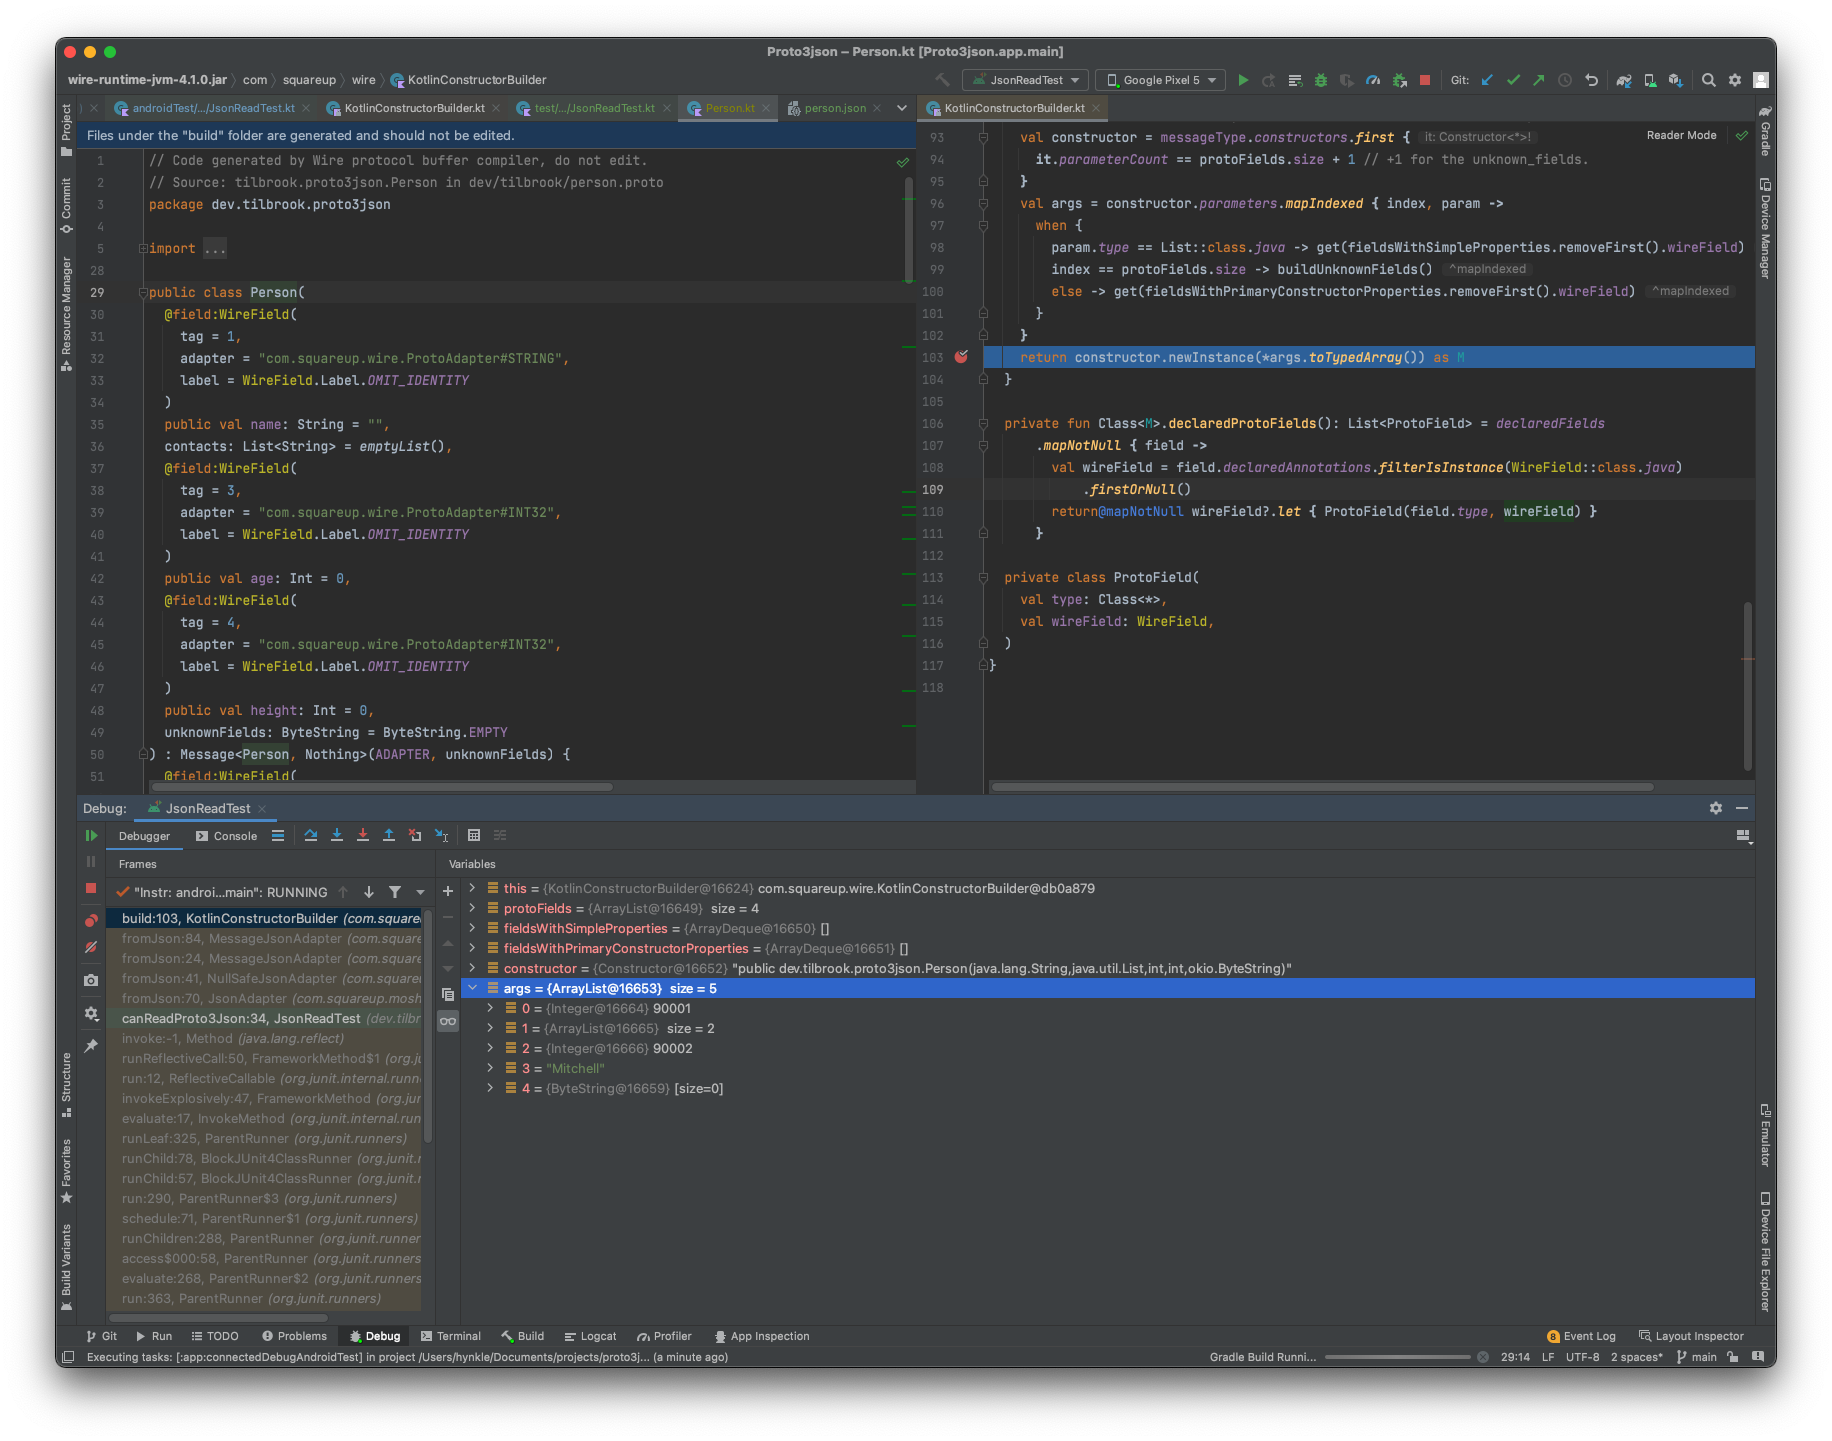 Proto3json – Person.kt [Proto3json.app.main]
wire-runtime-jvm-4.1.0.jar 〉 com 〉 squareup 〉 wire 〉 KotlinConstructorBuilder
JsonReadTest
Google Pixel 5
Git:
androidTest/.../JsonReadTest.kt
KotlinConstructorBuilder.kt
test/.../JsonReadTest.kt
Person.kt
person.json
KotlinConstructorBuilder.kt
Project
Commit
Resource Manager
Structure
Favorites
Build Variants
Files under the "build" folder are generated and should not be edited.
1 // Code generated by Wire protocol buffer compiler, do not edit.
2 // Source: tilbrook.proto3json.Person in dev/tilbrook/person.proto
3 package dev.tilbrook.proto3json
4
5 import ...
28
29 public class Person(
30 @field:WireField(
31 tag = 1,
32 adapter = "com.squareup.wire.ProtoAdapter#STRING",
33 label = WireField.Label.OMIT_IDENTITY
34 )
35 public val name: String = "",
36 contacts: List<String> = emptyList(),
37 @field:WireField(
38 tag = 3,
39 adapter = "com.squareup.wire.ProtoAdapter#INT32",
40 label = WireField.Label.OMIT_IDENTITY
41 )
42 public val age: Int = 0,
43 @field:WireField(
44 tag = 4,
45 adapter = "com.squareup.wire.ProtoAdapter#INT32",
46 label = WireField.Label.OMIT_IDENTITY
47 )
48 public val height: Int = 0,
49 unknownFields: ByteString = ByteString.EMPTY
50 ) : Message<Person, Nothing>(ADAPTER, unknownFields) {
51 @field:WireField(
Reader Mode
93 val constructor = messageType.constructors.first { it: Constructor<*>!
94 it.parameterCount == protoFields.size + 1 // +1 for the unknown_fields.
95 }
96 val args = constructor.parameters.mapIndexed { index, param ->
97 when {
98 param.type == List::class.java -> get(fieldsWithSimpleProperties.removeFirst().wireField)
99 index == protoFields.size -> buildUnknownFields() ^mapIndexed
100 else -> get(fieldsWithPrimaryConstructorProperties.removeFirst().wireField) ^mapIndexed
101 }
102 }
103 return constructor.newInstance(*args.toTypedArray()) as M
104 }
105
106 private fun Class<M>.declaredProtoFields(): List<ProtoField> = declaredFields
107 .mapNotNull { field ->
108 val wireField = field.declaredAnnotations.filterIsInstance(WireField::class.java)
109 .firstOrNull()
110 return@mapNotNull wireField?.let { ProtoField(field.type, wireField) }
111 }
112
113 private class ProtoField(
114 val type: Class<*>,
115 val wireField: WireField,
116 )
117 }
118
Gradle
Device Manager
Emulator
Device File Explorer
Debug: JsonReadTest
Debugger
Console
Frames
"Instr: androi...main": RUNNING
build:103, KotlinConstructorBuilder (com.square
fromJson:84, MessageJsonAdapter (com.square
fromJson:24, MessageJsonAdapter (com.square
fromJson:41, NullSafeJsonAdapter (com.squared
fromJson:70, JsonAdapter (com.squareup.mosh
canReadProto3Json:34, JsonReadTest (dev.tilbr
invoke:-1, Method (java.lang.reflect)
runReflectiveCall:50, FrameworkMethod$1 (org.ju
run:12, ReflectiveCallable (org.junit.internal.runn
invokeExplosively:47, FrameworkMethod (org.jur
evaluate:17, InvokeMethod (org.junit.internal.run
runLeaf:325, ParentRunner (org.junit.runners)
runChild:78, BlockJUnit4ClassRunner (org.junit.r
runChild:57, BlockJUnit4ClassRunner (org.junit.r
run:290, ParentRunner$3 (org.junit.runners)
schedule:71, ParentRunner$1 (org.junit.runners)
runChildren:288, ParentRunner (org.junit.runner
access$000:58, ParentRunner (org.junit.runners
evaluate:268, ParentRunner$2 (org.junit.runners
run:363, ParentRunner (org.junit.runners)
Variables
this = {KotlinConstructorBuilder@16624} com.squareup.wire.KotlinConstructorBuilder@db0a879
protoFields = {ArrayList@16649} size = 4
fieldsWithSimpleProperties = {ArrayDeque@16650} []
fieldsWithPrimaryConstructorProperties = {ArrayDeque@16651} []
constructor = {Constructor@16652} "public dev.tilbrook.proto3json.Person(java.lang.String,java.util.List,int,int,okio.ByteString)"
args = {ArrayList@16653} size = 5
0 = {Integer@16664} 90001
1 = {ArrayList@16665} size = 2
2 = {Integer@16666} 90002
3 = "Mitchell"
4 = {ByteString@16659} [size=0]
Git Run TODO Problems Debug Terminal Build Logcat Profiler App Inspection
8 Event Log Layout Inspector
Executing tasks: [:app:connectedDebugAndroidTest] in project /Users/hynkle/Documents/projects/proto3j... (a minute ago)
Gradle Build Runni...
29:14 LF UTF-8 2 spaces* main